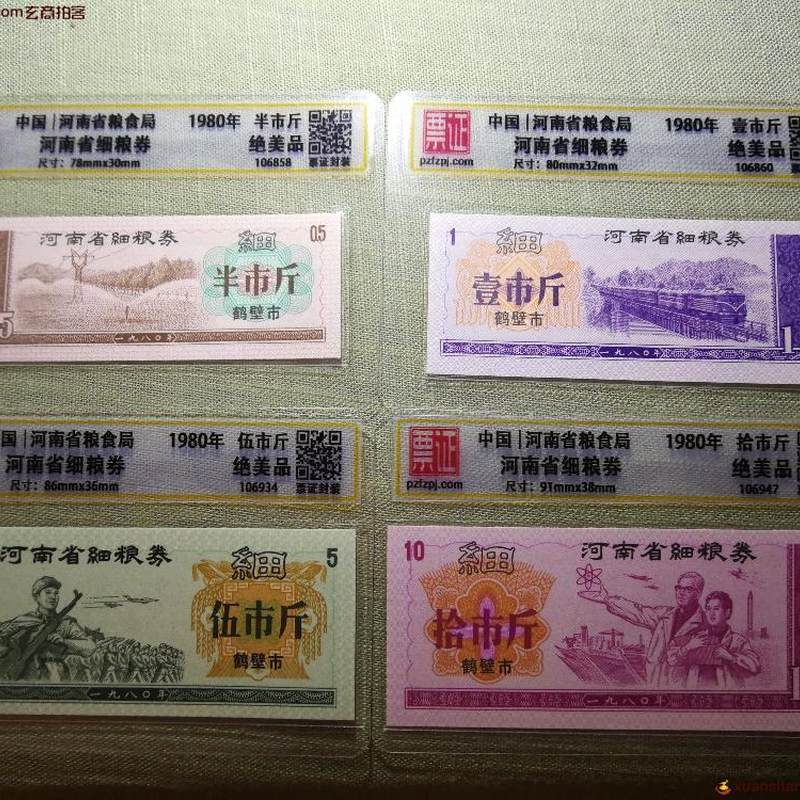 com玄商拍客
中国|河南省粮食局 1980年 半市斤
河南省细粮券 绝美品
尺寸：78mmx30mm 106858 票证封装
票证 中国|河南省粮食局 1980年 壹市斤
河南省细粮券 绝美品
pzfzpj.com 尺寸：80mmx32mm 106860
河南省細粮券 細 0.5
半市斤
鹤壁市
5 一九八〇年
1 細 河南省細粮券
壹市斤
鹤壁市
一九八〇年 1
国|河南省粮食局 1980年 伍市斤
河南省细粮券 绝美品
尺寸：86mmx36mm 106934 票证封装
票证 中国|河南省粮食局 1980年 拾市斤
河南省细粮券 绝美品
pzfzpj.com 尺寸：91mmx38mm 106947
河南省細粮券 細 5
伍市斤
鹤壁市
一九八〇年
10 細 河南省細粮券
拾市斤
鹤壁市
一九八〇年 1
xuanshan